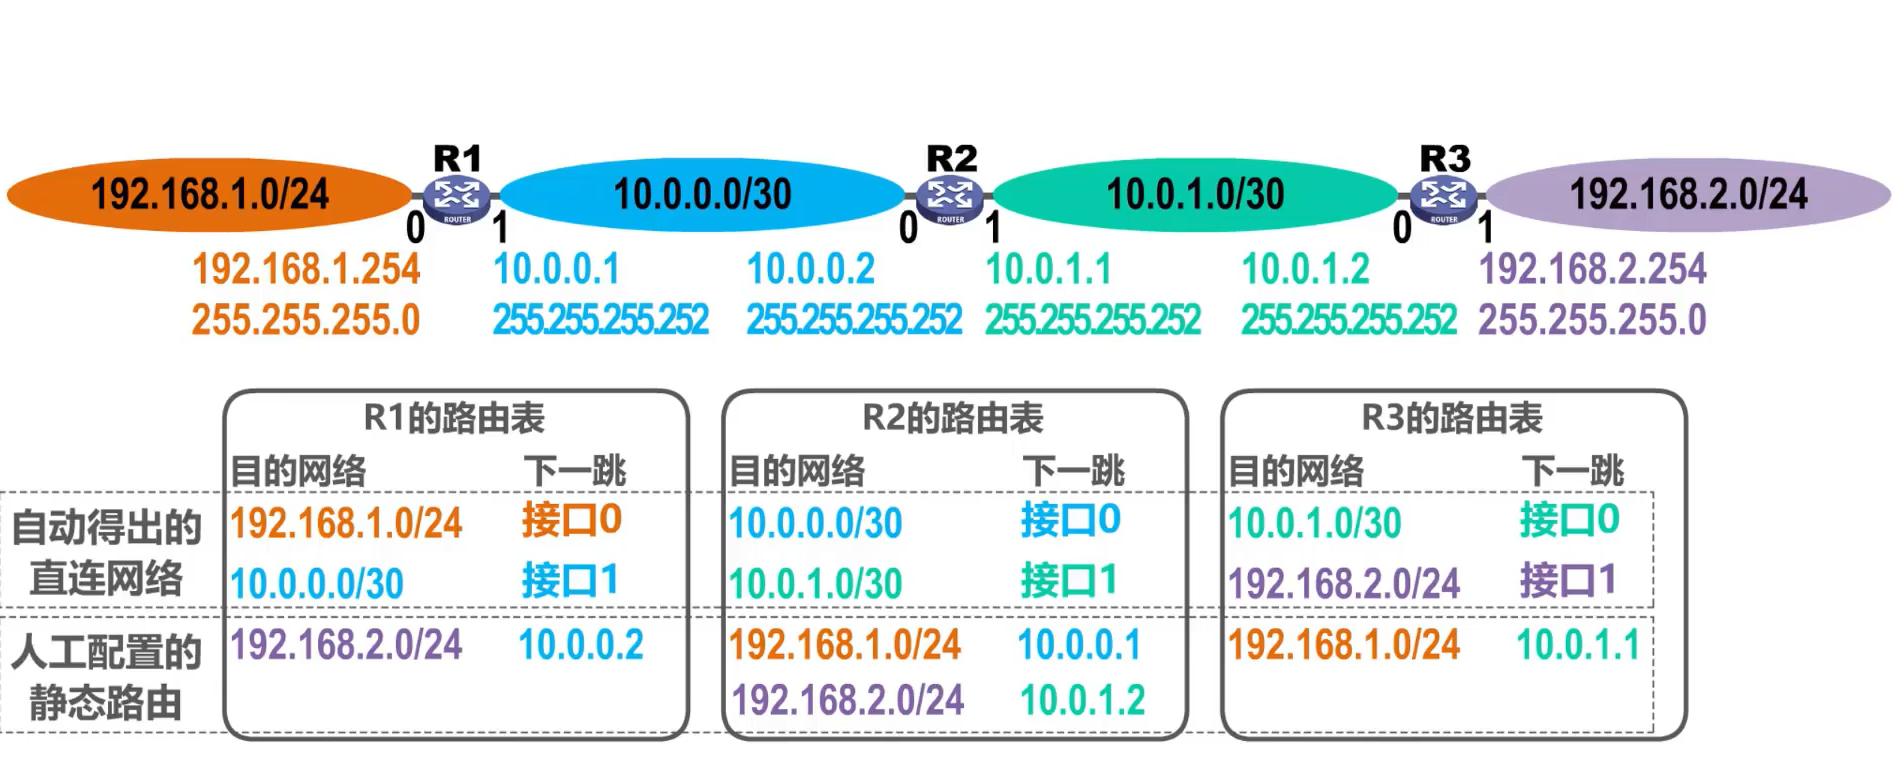 R1 R2 R3
192.168.1.0/24 10.0.0.0/30 10.0.1.0/30 192.168.2.0/24
ROUTER ROUTER ROUTER
0 1 0 1 0 1
192.168.1.254 10.0.0.1 10.0.0.2 10.0.1.1 10.0.1.2 192.168.2.254
255.255.255.0 255.255.255.252 255.255.255.252 255.255.255.252 255.255.255.252 255.255.255.0
R1的路由表 R2的路由表 R3的路由表
目的网络 下一跳 目的网络 下一跳 目的网络 下一跳
自动得出的
直连网络
192.168.1.0/24 接口0 10.0.0.0/30 接口0 10.0.1.0/30 接口0
10.0.0.0/30 接口1 10.0.1.0/30 接口1 192.168.2.0/24 接口1
人工配置的
静态路由
192.168.2.0/24 10.0.0.2 192.168.1.0/24 10.0.0.1 192.168.1.0/24 10.0.1.1
192.168.2.0/24 10.0.1.2